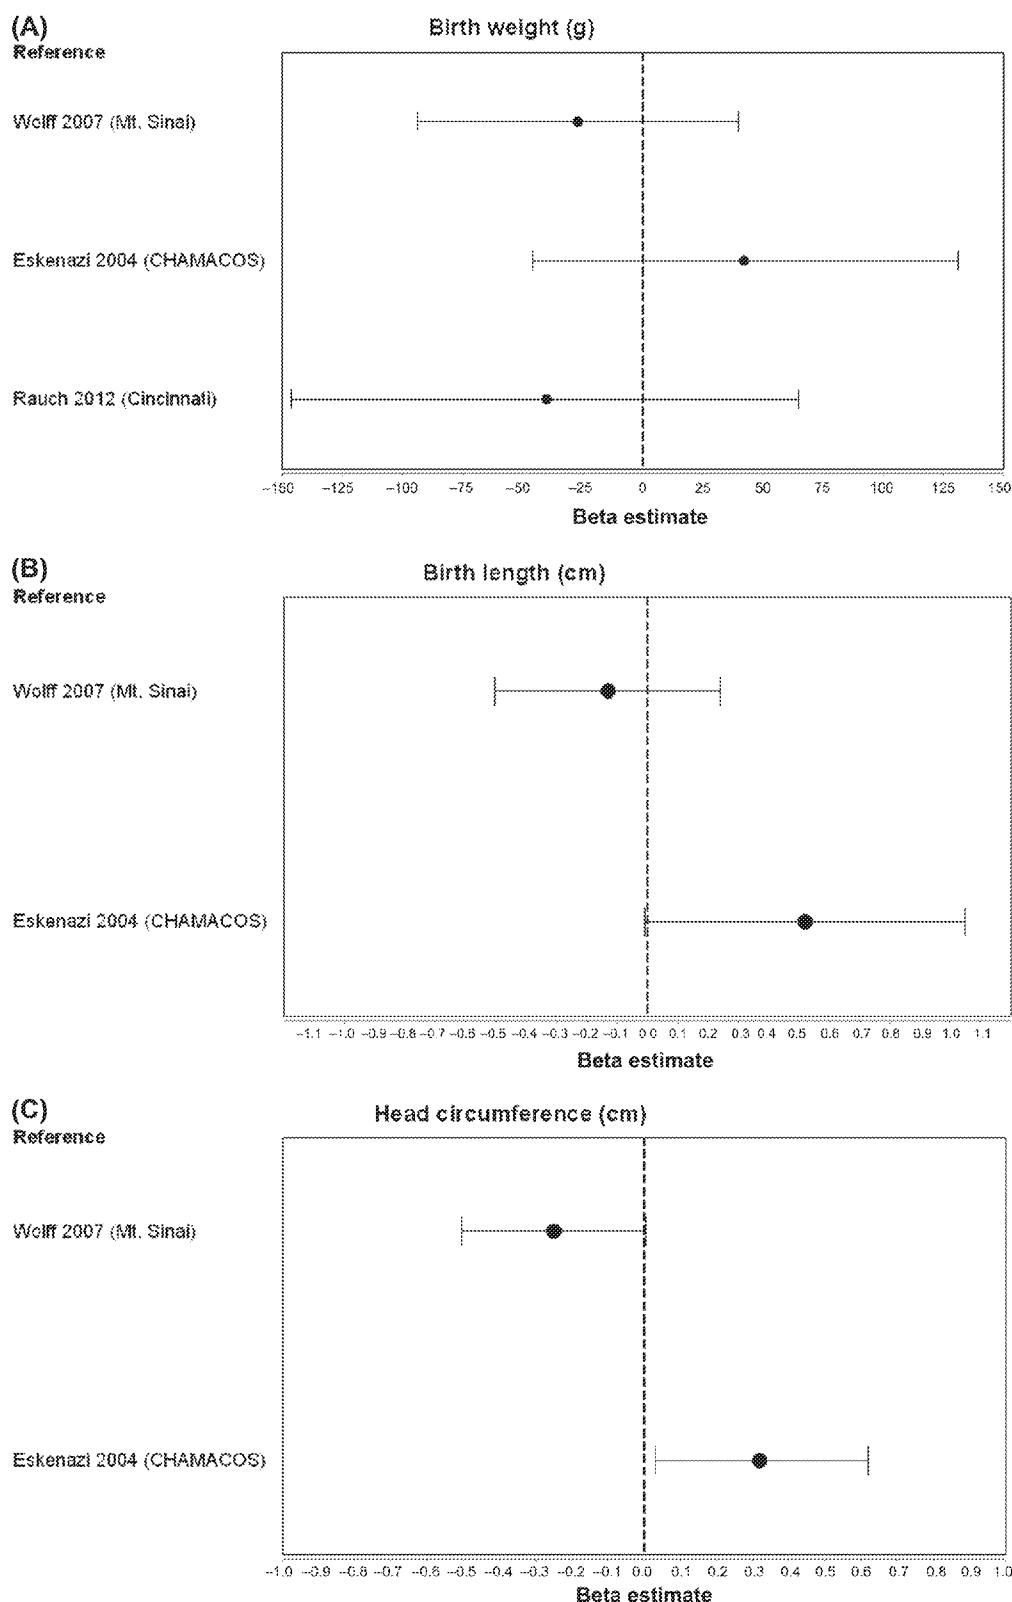 (A)
Birth weight (g)
Reference
Wolff 2007 (Mt. Sinai)
Eskenazi 2004 (CHAMACOS)
Rauch 2012 (Cincinnati)
−150 −125 −100 −75 −50 −25 0 25 50 75 100 125 150
Beta estimate
(B)
Birth length (cm)
Reference
Wolff 2007 (Mt. Sinai)
Eskenazi 2004 (CHAMACOS)
−1.1 −1.0 −0.9 −0.8 −0.7 −0.6 −0.5 −0.4 −0.3 −0.2 −0.1 0.0 0.1 0.2 0.3 0.4 0.5 0.6 0.7 0.8 0.9 1.0 1.1
Beta estimate
(C)
Head circumference (cm)
Reference
Wolff 2007 (Mt. Sinai)
Eskenazi 2004 (CHAMACOS)
−1.0 −0.9 −0.8 −0.7 −0.6 −0.5 −0.4 −0.3 −0.2 −0.1 0.0 0.1 0.2 0.3 0.4 0.5 0.6 0.7 0.8 0.9 1.0
Beta estimate